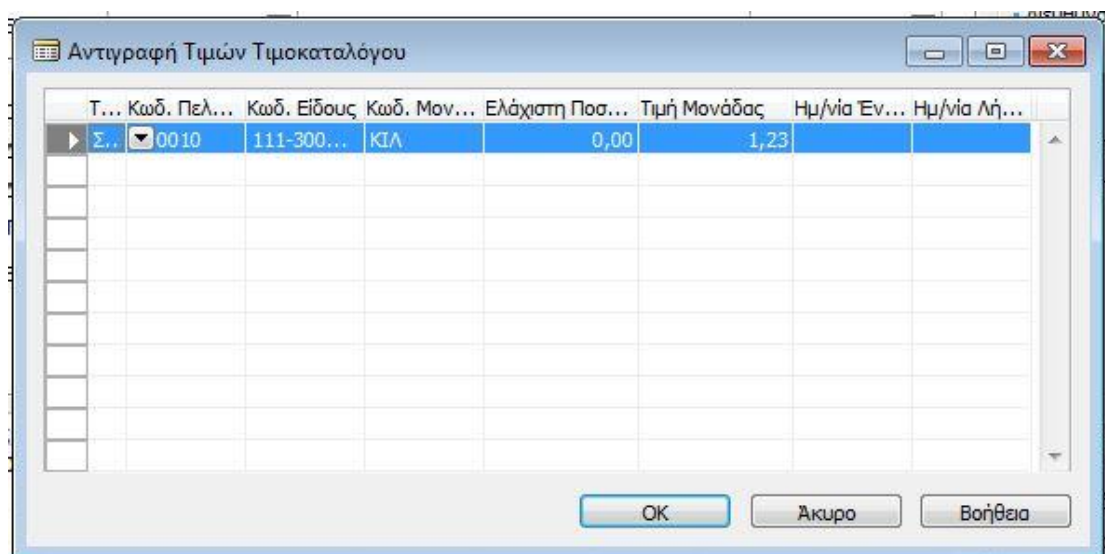 Αντιγραφή Τιμών Τιμοκαταλόγου
Τ... Κωδ. Πελ... Κωδ. Είδους Κωδ. Μον... Ελάχιστη Ποσ... Τιμή Μονάδας Ημ/νία Έν... Ημ/νία Λή...
Σ.. 0010 111-300... ΚΙΛ 0,00 1,23
OK Άκυρο Βοήθεια